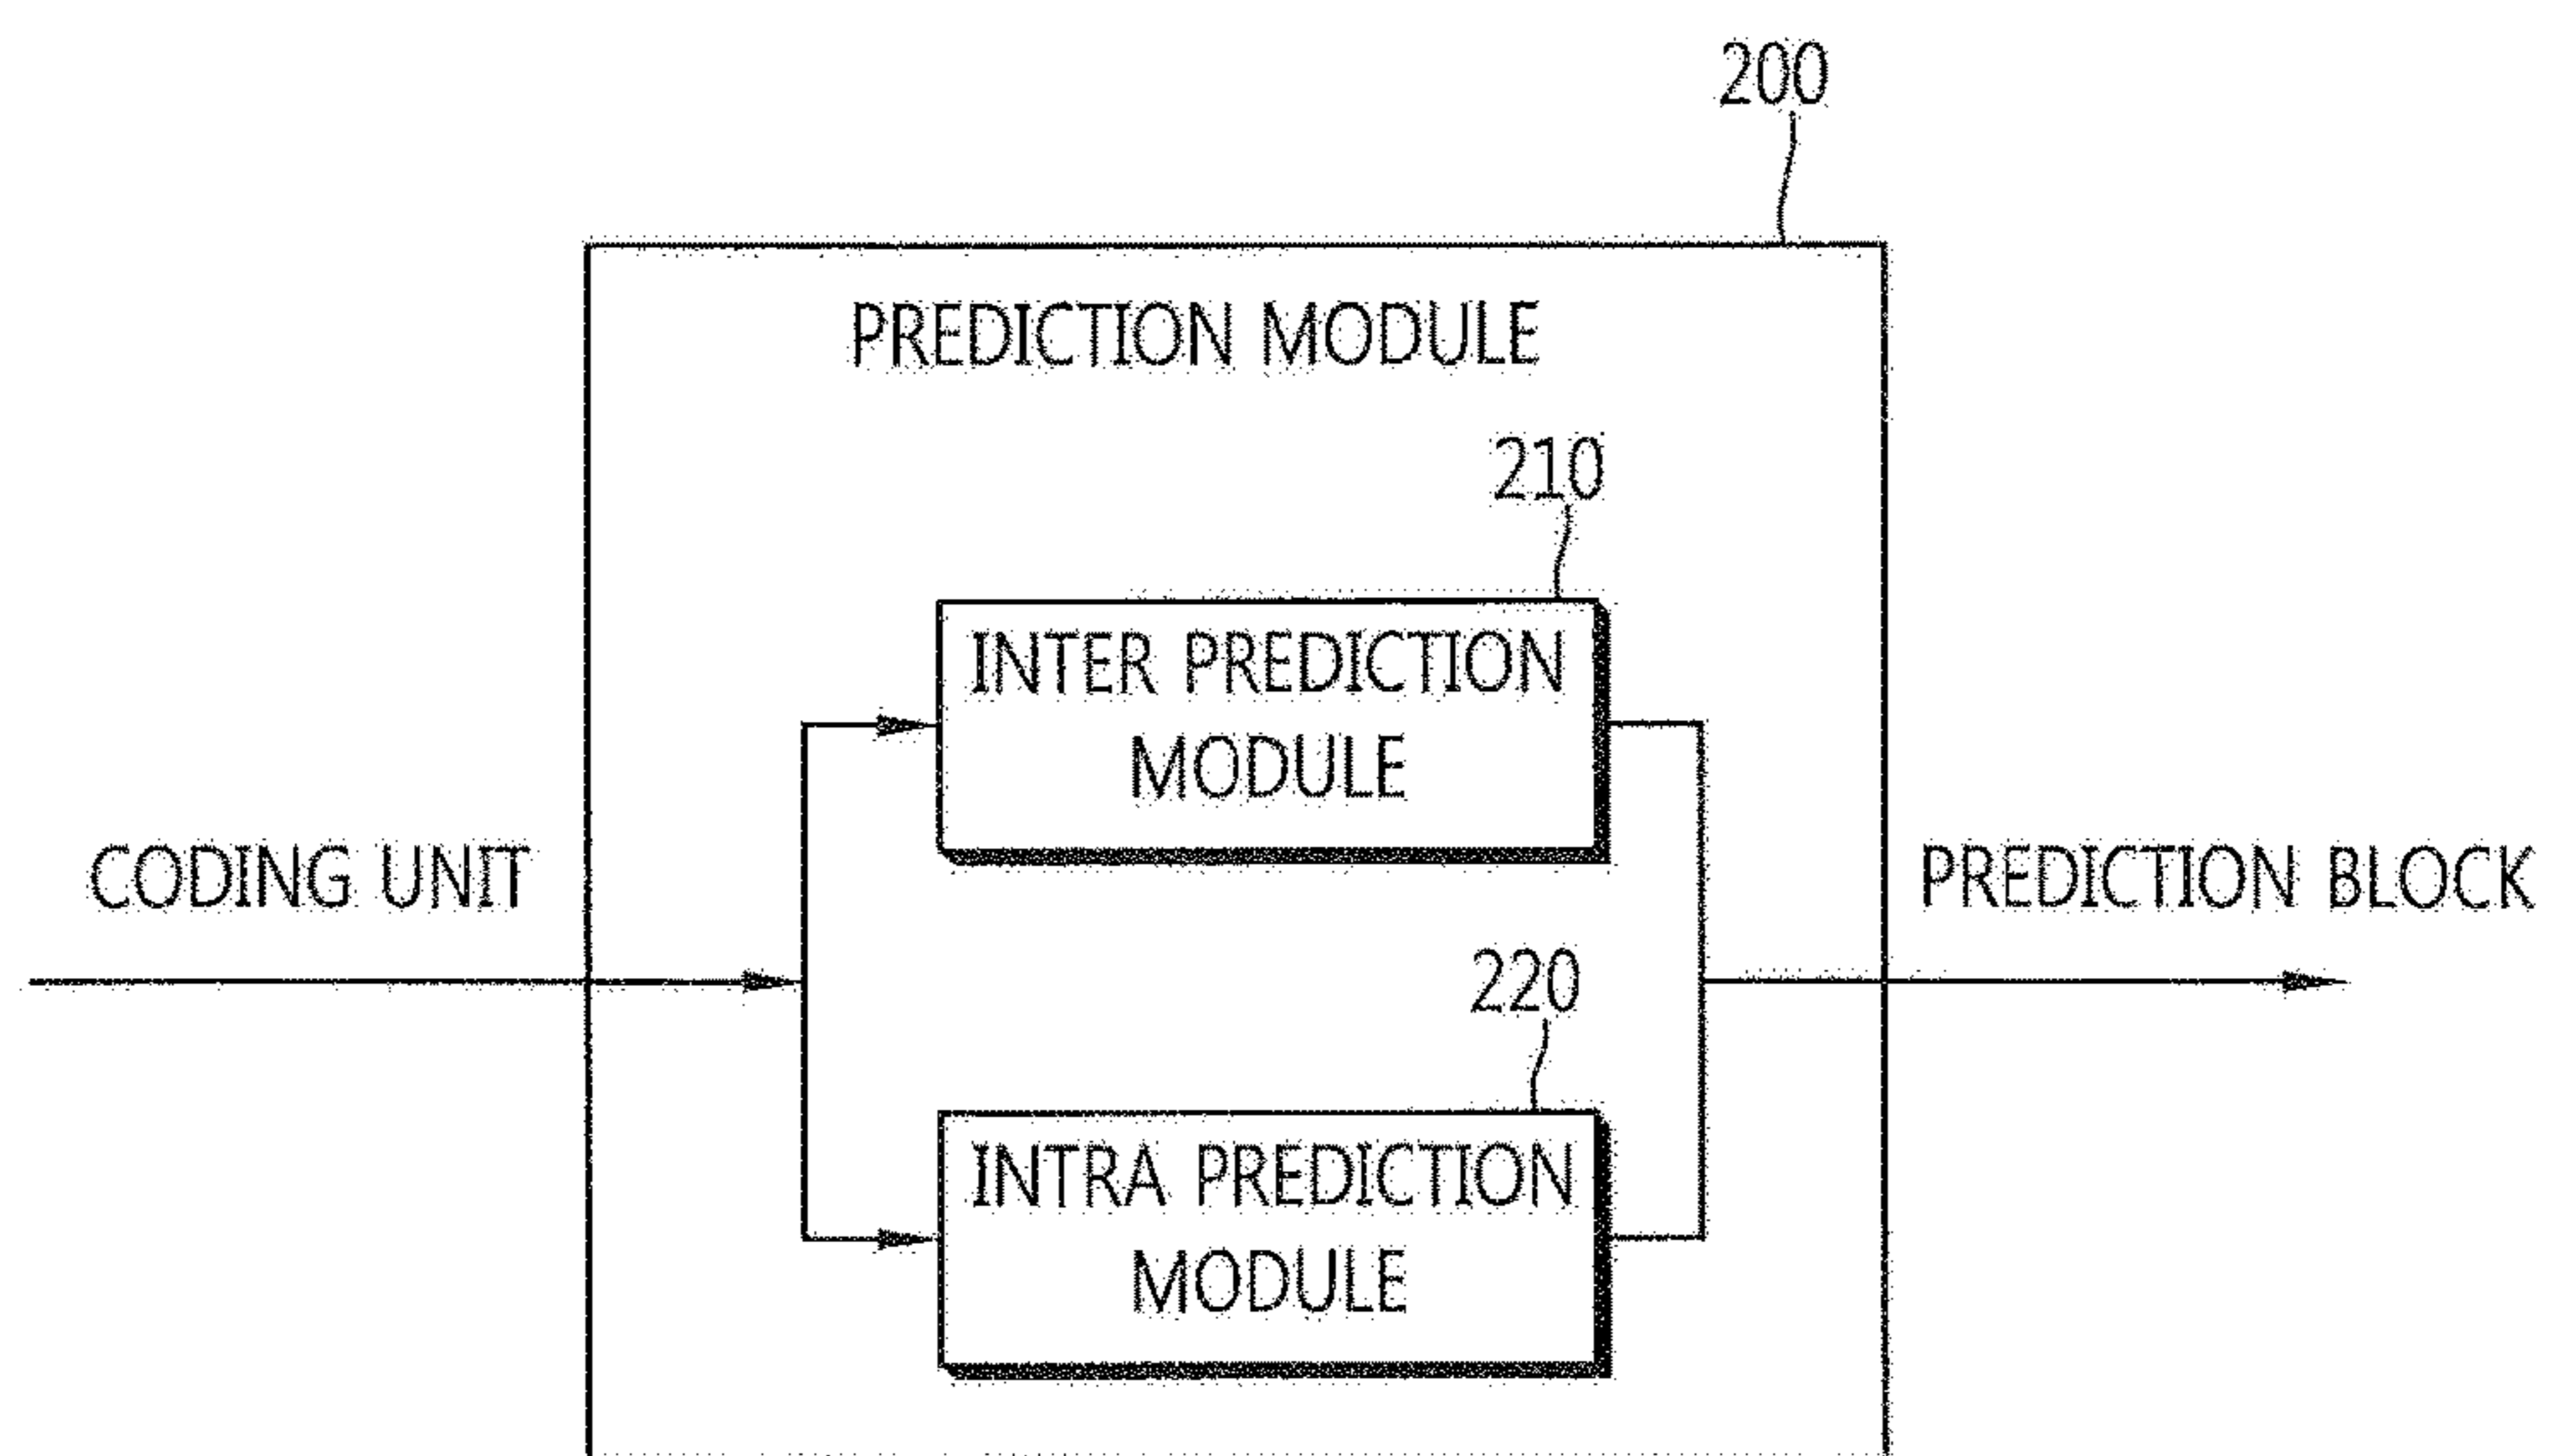 200
PREDICTION MODULE
210
INTER PREDICTION
MODULE
CODING UNIT
PREDICTION BLOCK
220
INTRA PREDICTION
MODULE